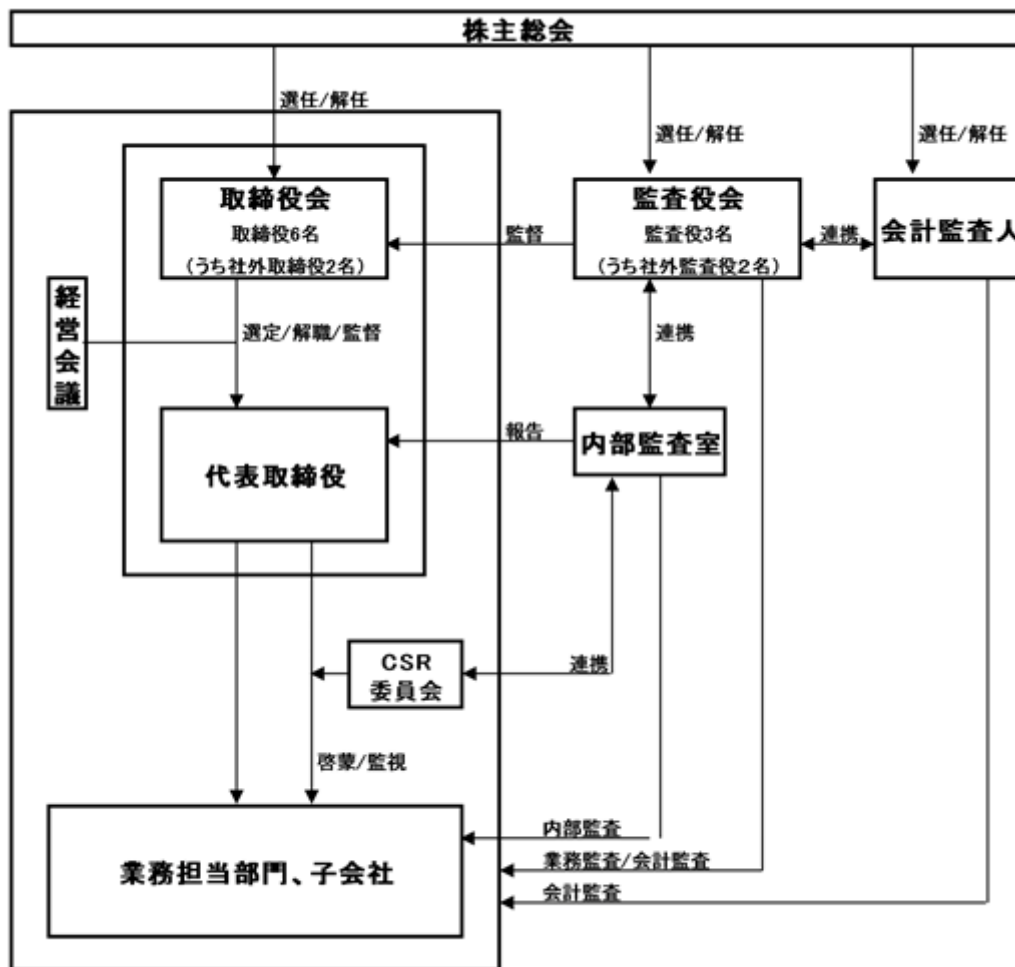 株主総会
選任/解任
選任/解任
選任/解任
取締役会
取締役6名
（うち社外取締役2名）
監督
監査役会
監査役3名
（うち社外監査役2名）
連携
会計監査人
経営会議
選定/解職/監督
連携
代表取締役
報告
内部監査室
CSR
委員会
連携
啓蒙/監視
業務担当部門、子会社
内部監査
業務監査/会計監査
会計監査